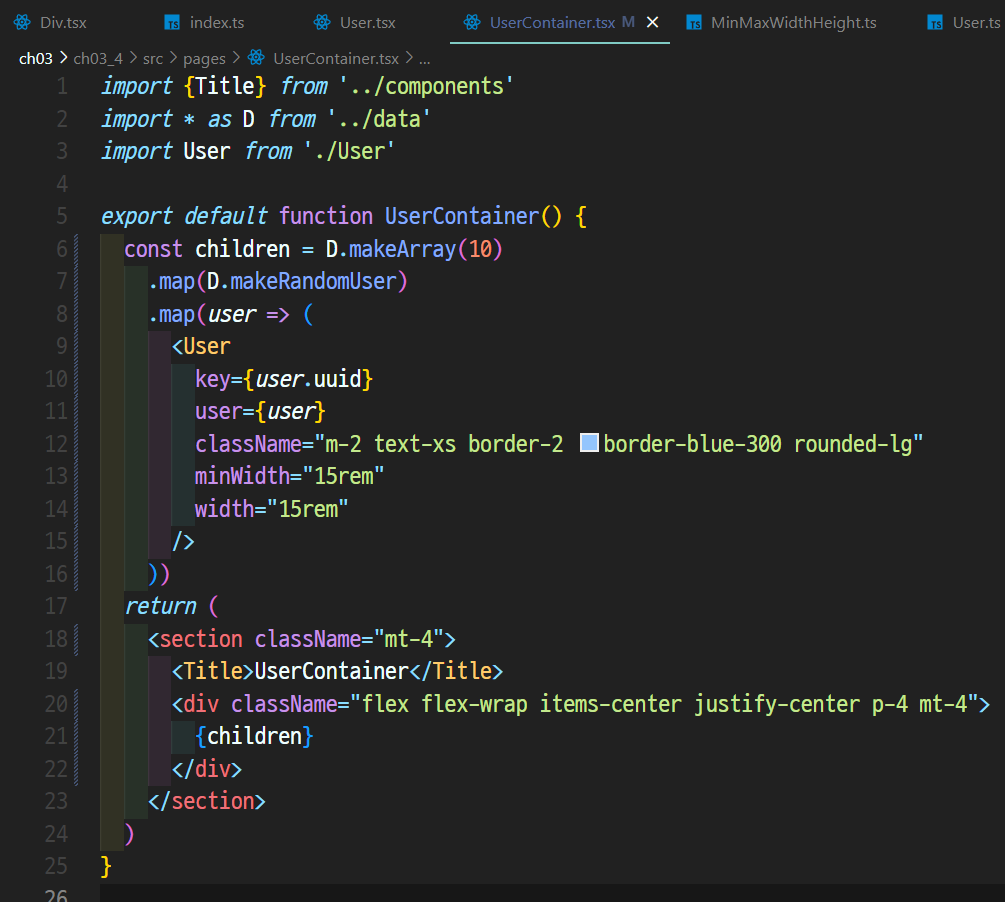 Div.tsx index.ts User.tsx UserContainer.tsx M × TS MinMaxWidthHeight.ts TS User.ts
ch03 > ch03_4 > src > pages > UserContainer.tsx > ...
1 import {Title} from '../components'
2 import * as D from '../data'
3 import User from './User'
4
5 export default function UserContainer() {
6   const children = D.makeArray(10)
7     .map(D.makeRandomUser)
8     .map(user => (
9       <User
10         key={user.uuid}
11         user={user}
12         className="m-2 text-xs border-2 border-blue-300 rounded-lg"
13         minWidth="15rem"
14         width="15rem"
15       />
16     ))
17   return (
18     <section className="mt-4">
19       <Title>UserContainer</Title>
20       <div className="flex flex-wrap items-center justify-center p-4 mt-4">
21         {children}
22       </div>
23     </section>
24   )
25 }
26